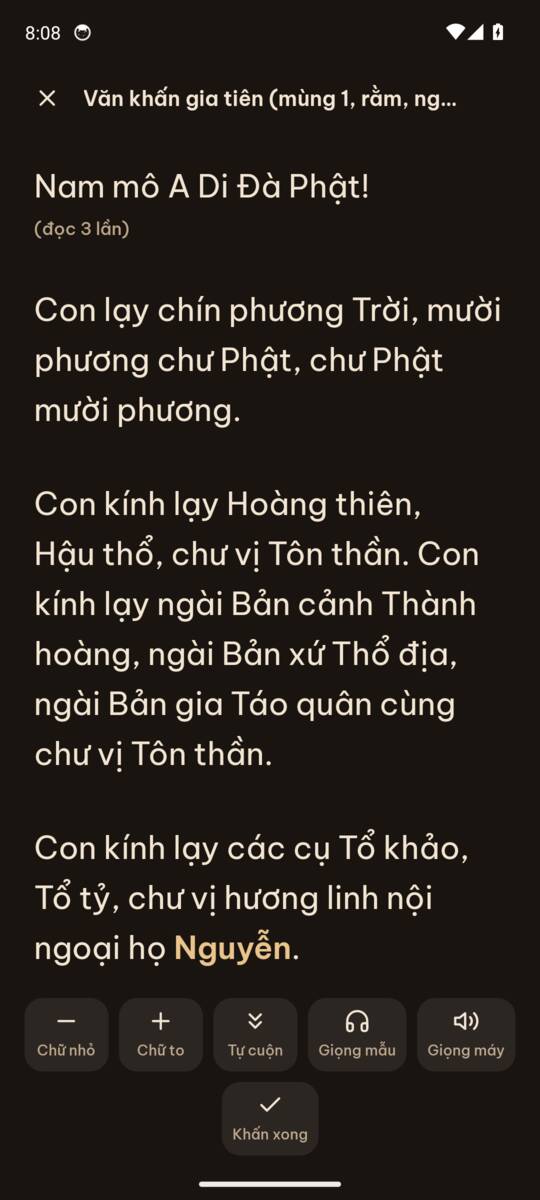 8:08
Văn khấn gia tiên (mùng 1, rằm, ng...
Nam mô A Di Đà Phật!
(đọc 3 lần)
Con lạy chín phương Trời, mười
phương chư Phật, chư Phật
mười phương.
Con kính lạy Hoàng thiên,
Hậu thổ, chư vị Tôn thần. Con
kính lạy ngài Bản cảnh Thành
hoàng, ngài Bản xứ Thổ địa,
ngài Bản gia Táo quân cùng
chư vị Tôn thần.
Con kính lạy các cụ Tổ khảo,
Tổ tỷ, chư vị hương linh nội
ngoại họ Nguyễn.
Chữ nhỏ
Chữ to
Tự cuộn
Giọng mẫu
Giọng máy
Khấn xong